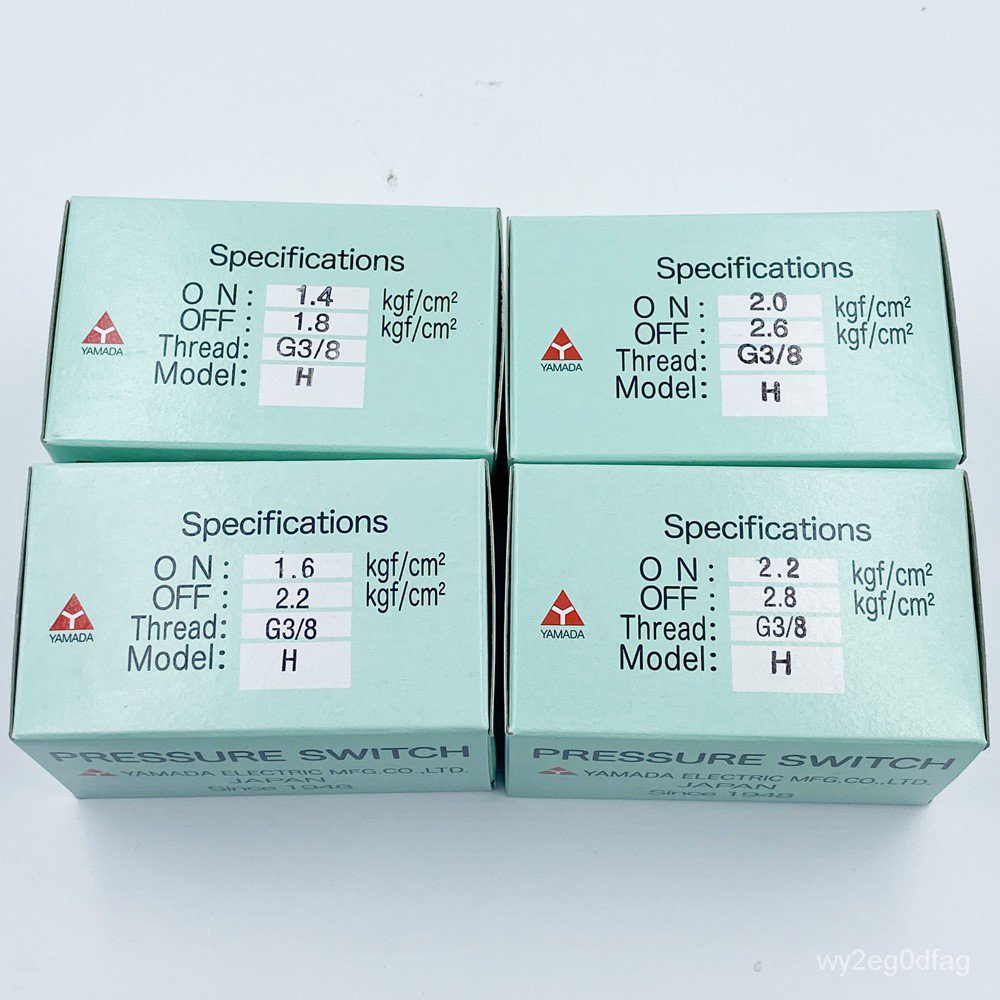 Specifications
O N : 1.4 kgf/cm²
OFF : 1.8 kgf/cm²
Thread: G3/8
Model: H
YAMADA
Specifications
O N : 2.0 kgf/cm²
OFF : 2.6 kgf/cm²
Thread: G3/8
Model: H
YAMADA
Specifications
O N : 1.6 kgf/cm²
OFF : 2.2 kgf/cm²
Thread: G3/8
Model: H
YAMADA
PRESSURE SWITCH
YAMADA ELECTRIC MFG.CO.,LTD.
JAPAN
Since 1948
Specifications
O N : 2.2 kgf/cm²
OFF : 2.8 kgf/cm²
Thread: G3/8
Model: H
YAMADA
PRESSURE SWITCH
YAMADA ELECTRIC MFG.CO.,LTD.
JAPAN
Since 1948
wy2eg0dfag